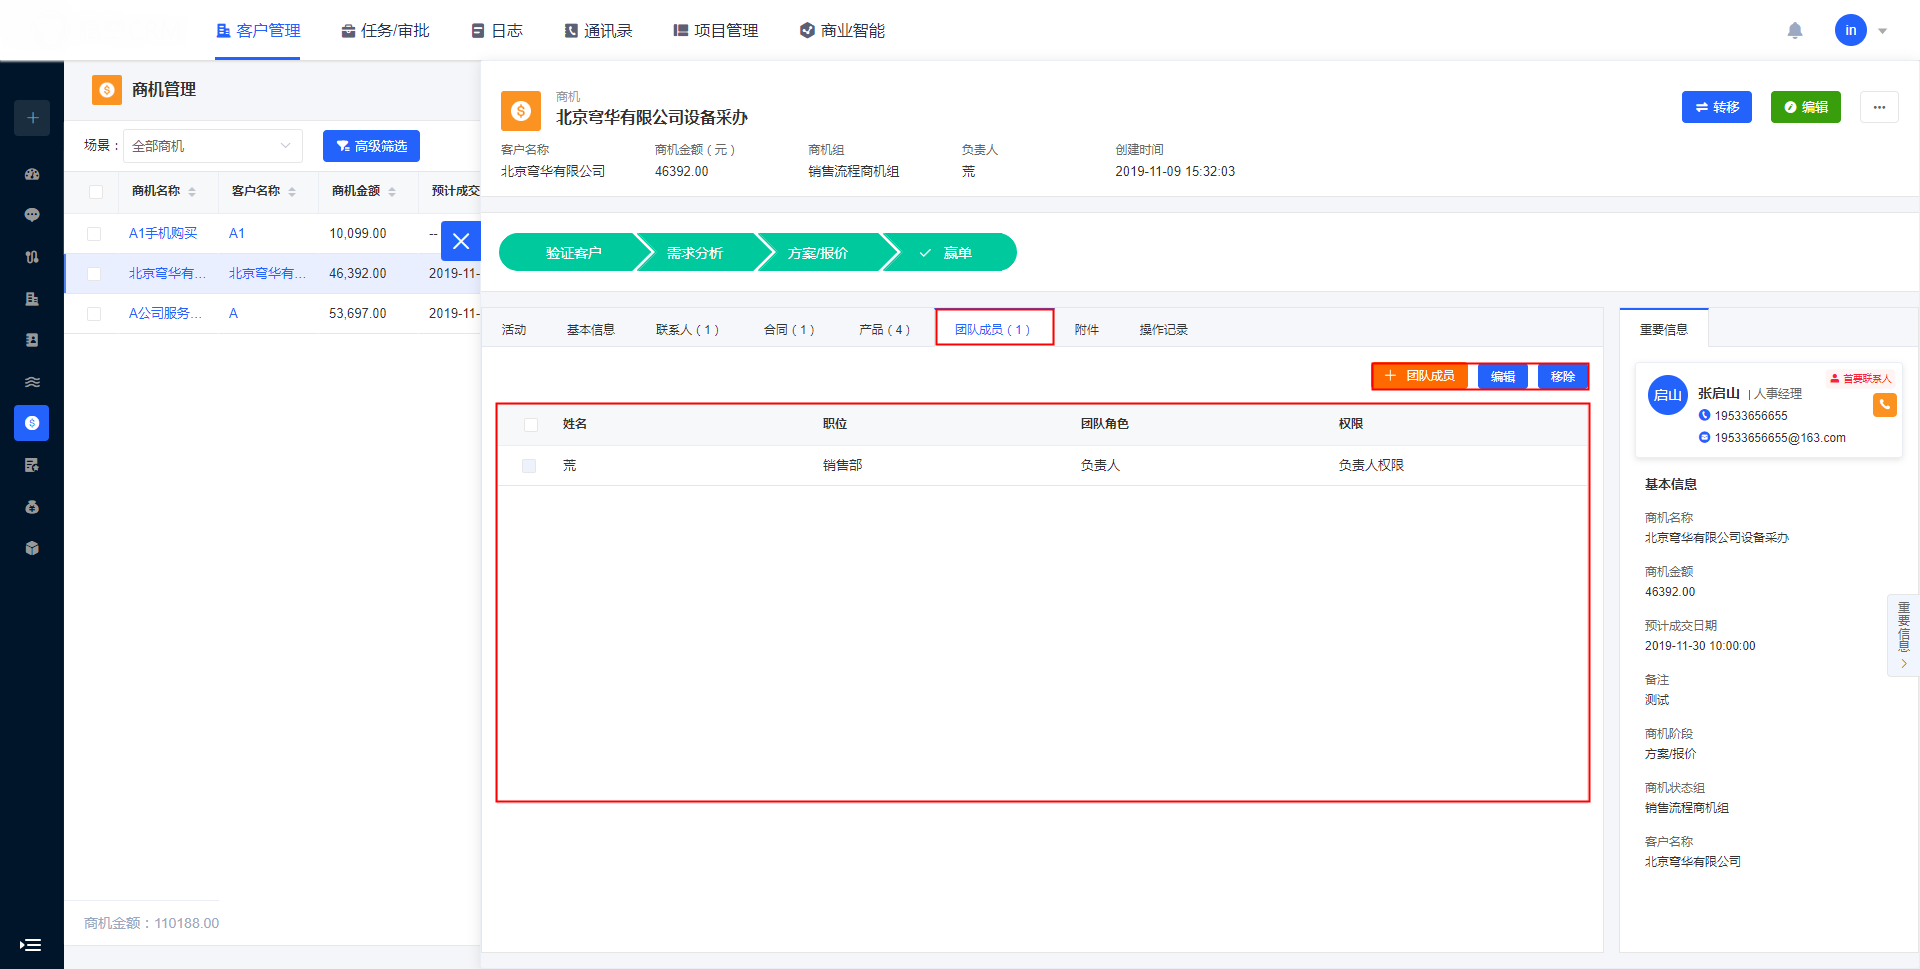 客户管理
任务/审批
日志
通讯录
项目管理
商业智能
in
商机管理
场景：
全部商机
高级筛选
商机名称
客户名称
商机金额
预计成交
A1手机购买
A1
10,099.00
--
北京穹华有...
北京穹华有...
46,392.00
2019-11-
A公司服务...
A
53,697.00
2019-11-
商机金额：110188.00
商机
北京穹华有限公司设备采办
转移
编辑
客户名称
商机金额（元）
商机组
负责人
创建时间
北京穹华有限公司
46392.00
销售流程商机组
荒
2019-11-09 15:32:03
验证客户
需求分析
方案/报价
赢单
活动
基本信息
联系人（1）
合同（1）
产品（4）
团队成员（1）
附件
操作记录
团队成员
编辑
移除
姓名
职位
团队角色
权限
荒
销售部
负责人
负责人权限
重要信息
首要联系人
启山
张启山
| 人事经理
19533656655
19533656655@163.com
基本信息
商机名称
北京穹华有限公司设备采办
商机金额
46392.00
预计成交日期
2019-11-30 10:00:00
备注
测试
商机阶段
方案/报价
商机状态组
销售流程商机组
客户名称
北京穹华有限公司
重要信息